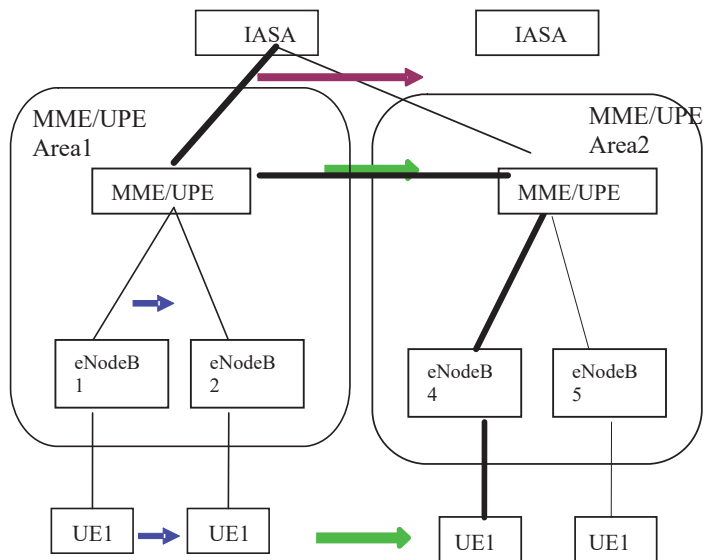 IASA
IASA
MME/UPE
Area1
MME/UPE
Area2
MME/UPE
MME/UPE
eNodeB
1
eNodeB
2
eNodeB
4
eNodeB
5
UE1
UE1
UE1
UE1